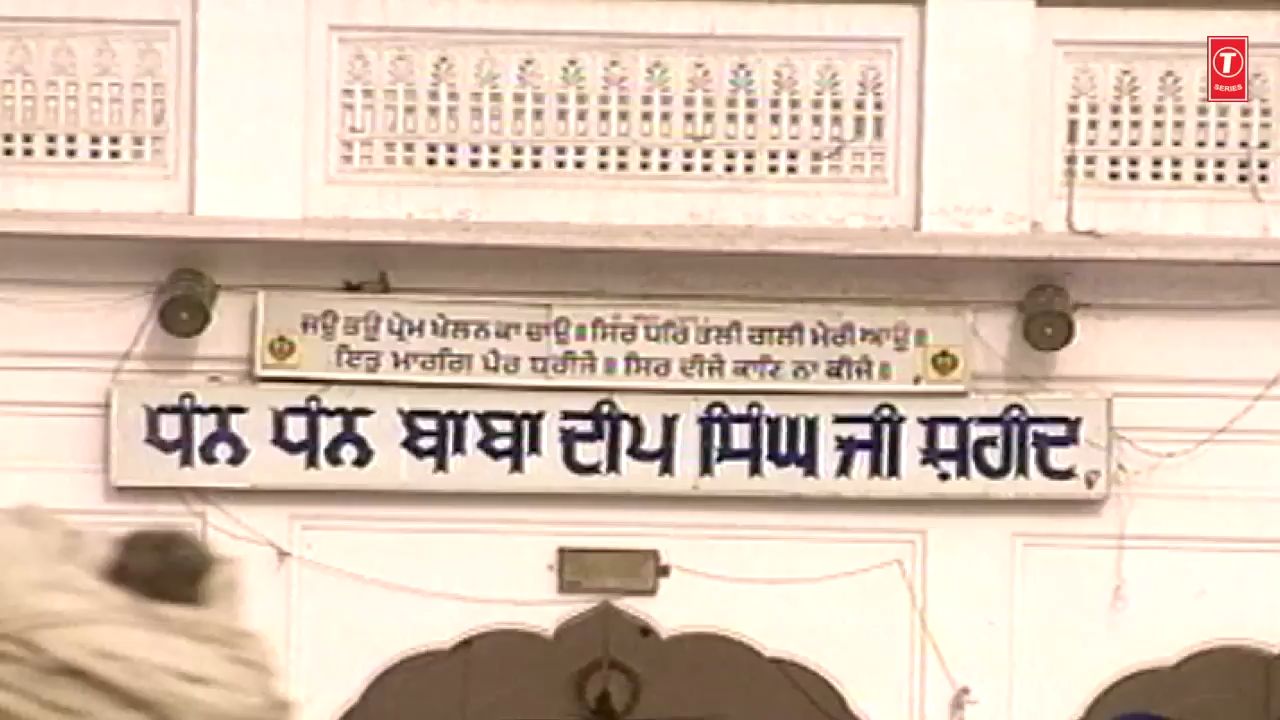 T
SERIES
ਜਉ ਤਉ ਪ੍ਰੇਮ ਖੇਲਨ ਕਾ ਚਾਉ॥ ਸਿਰ ਧਰਿ ਤਲੀ ਗਲੀ ਮੇਰੀ ਆਉ॥
ਇਤੁ ਮਾਰਗਿ ਪੈਰ ਧਰੀਜੈ॥ ਸਿਰ ਦੀਜੈ ਕਾਣਿ ਨਾ ਕੀਜੈ॥
ਧੰਨ ਧੰਨ ਬਾਬਾ ਦੀਪ ਸਿੰਘ ਜੀ ਸ਼ਹੀਦ